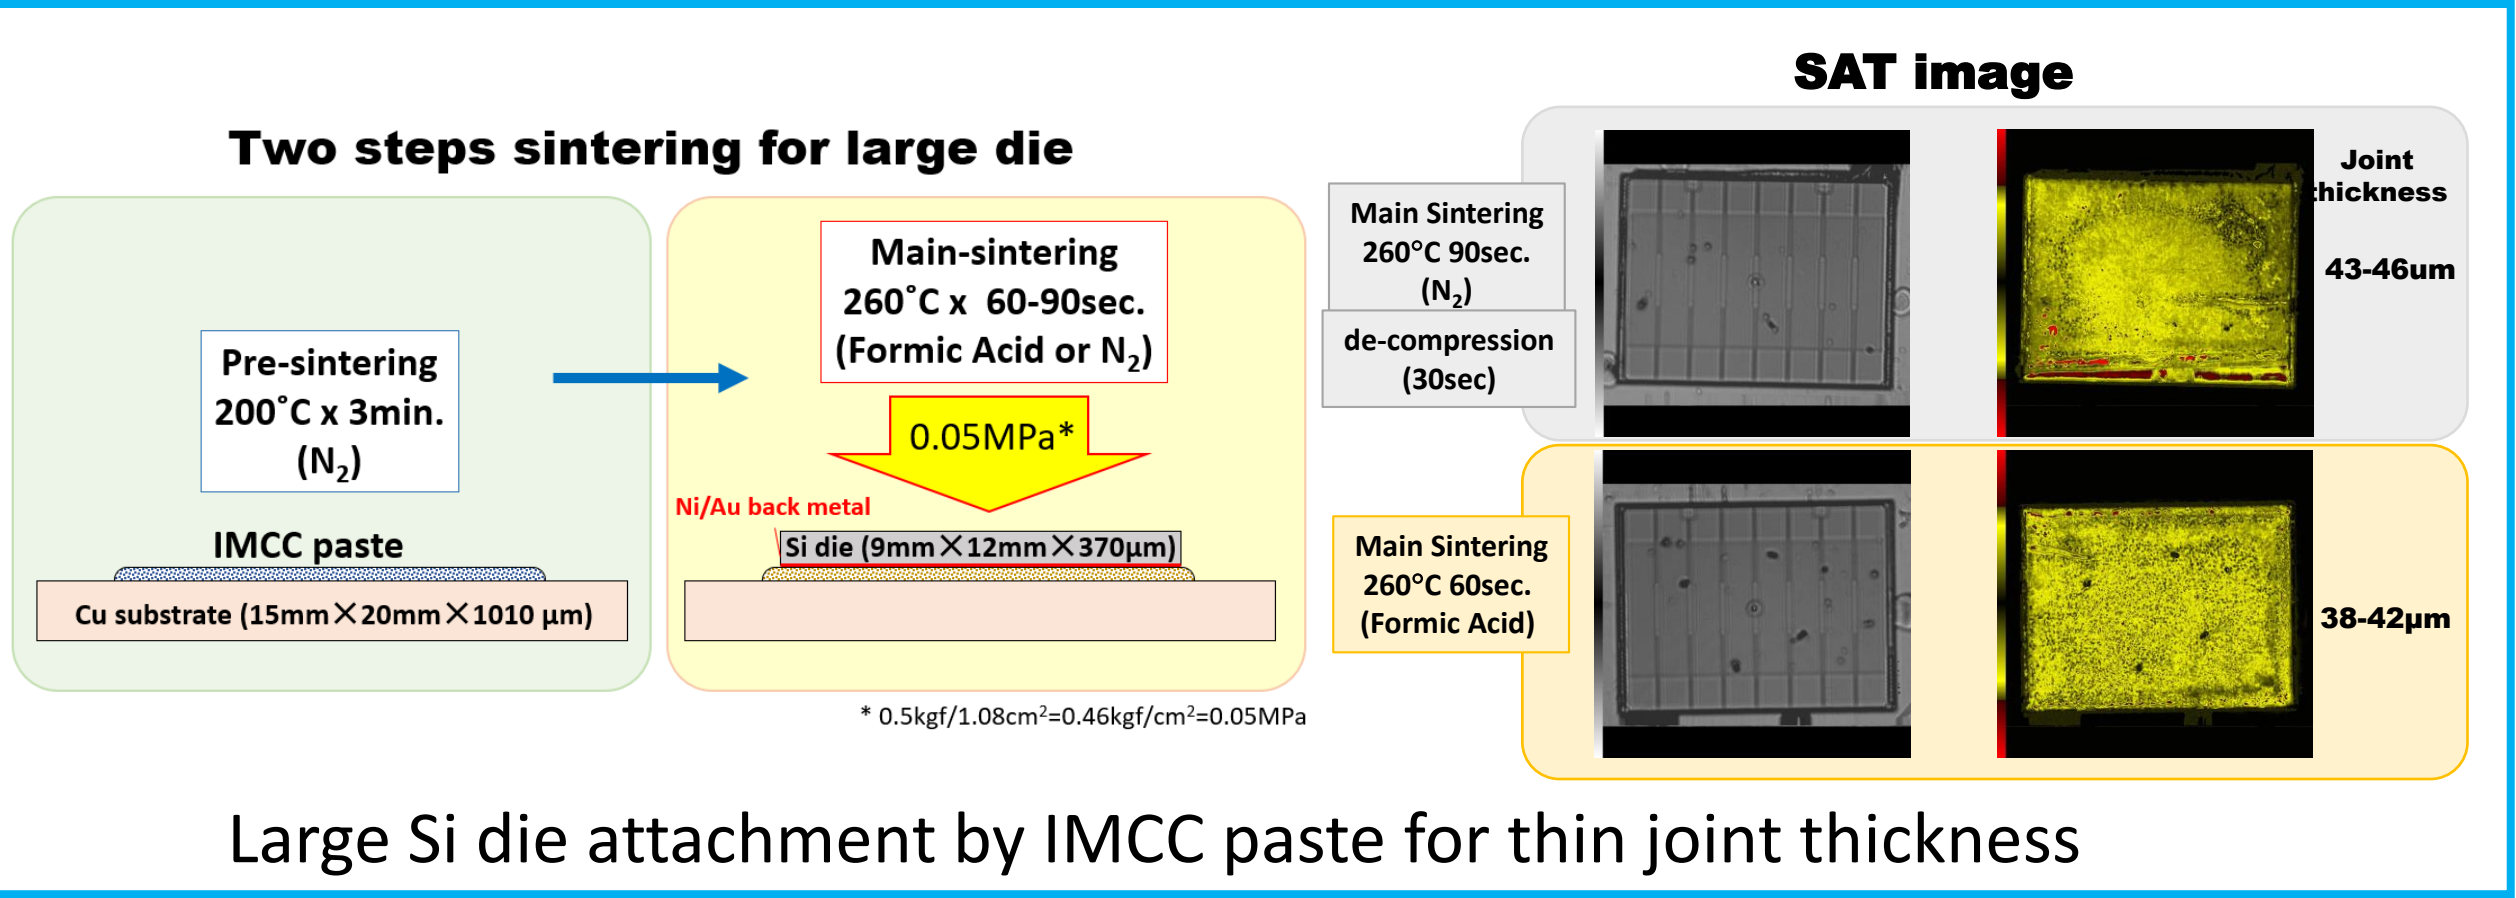 Two steps sintering for large die
Pre-sintering
200˚C x 3min.
(N₂)
IMCC paste
Cu substrate (15mm×20mm×1010 µm)
Main-sintering
260˚C x  60-90sec.
(Formic Acid or N₂)
0.05MPa*
Ni/Au back metal
Si die (9mm×12mm×370µm)
* 0.5kgf/1.08cm²=0.46kgf/cm²=0.05MPa
SAT image
Main Sintering
260°C 90sec.
(N₂)
de-compression
(30sec)
Joint
thickness
43-46um
Main Sintering
260°C 60sec.
(Formic Acid)
38-42µm
Large Si die attachment by IMCC paste for thin joint thickness